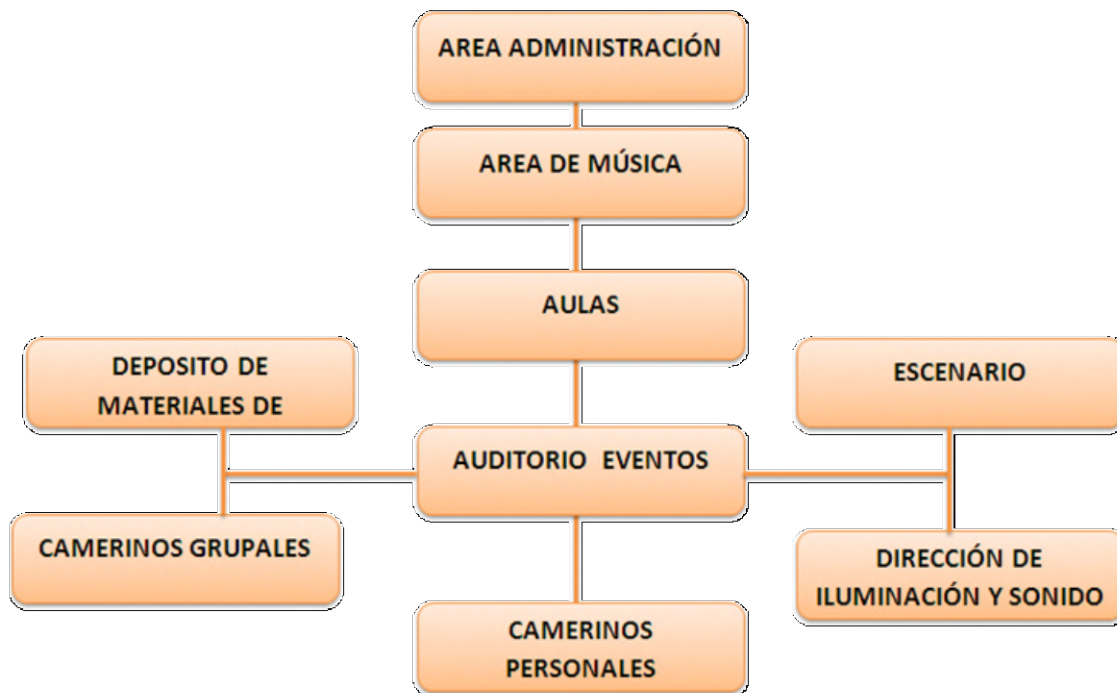 AREA ADMINISTRACIÓN
AREA DE MÚSICA
AULAS
DEPOSITO DE
MATERIALES DE
ESCENARIO
AUDITORIO EVENTOS
CAMERINOS GRUPALES
DIRECCIÓN DE
ILUMINACIÓN Y SONIDO
CAMERINOS
PERSONALES